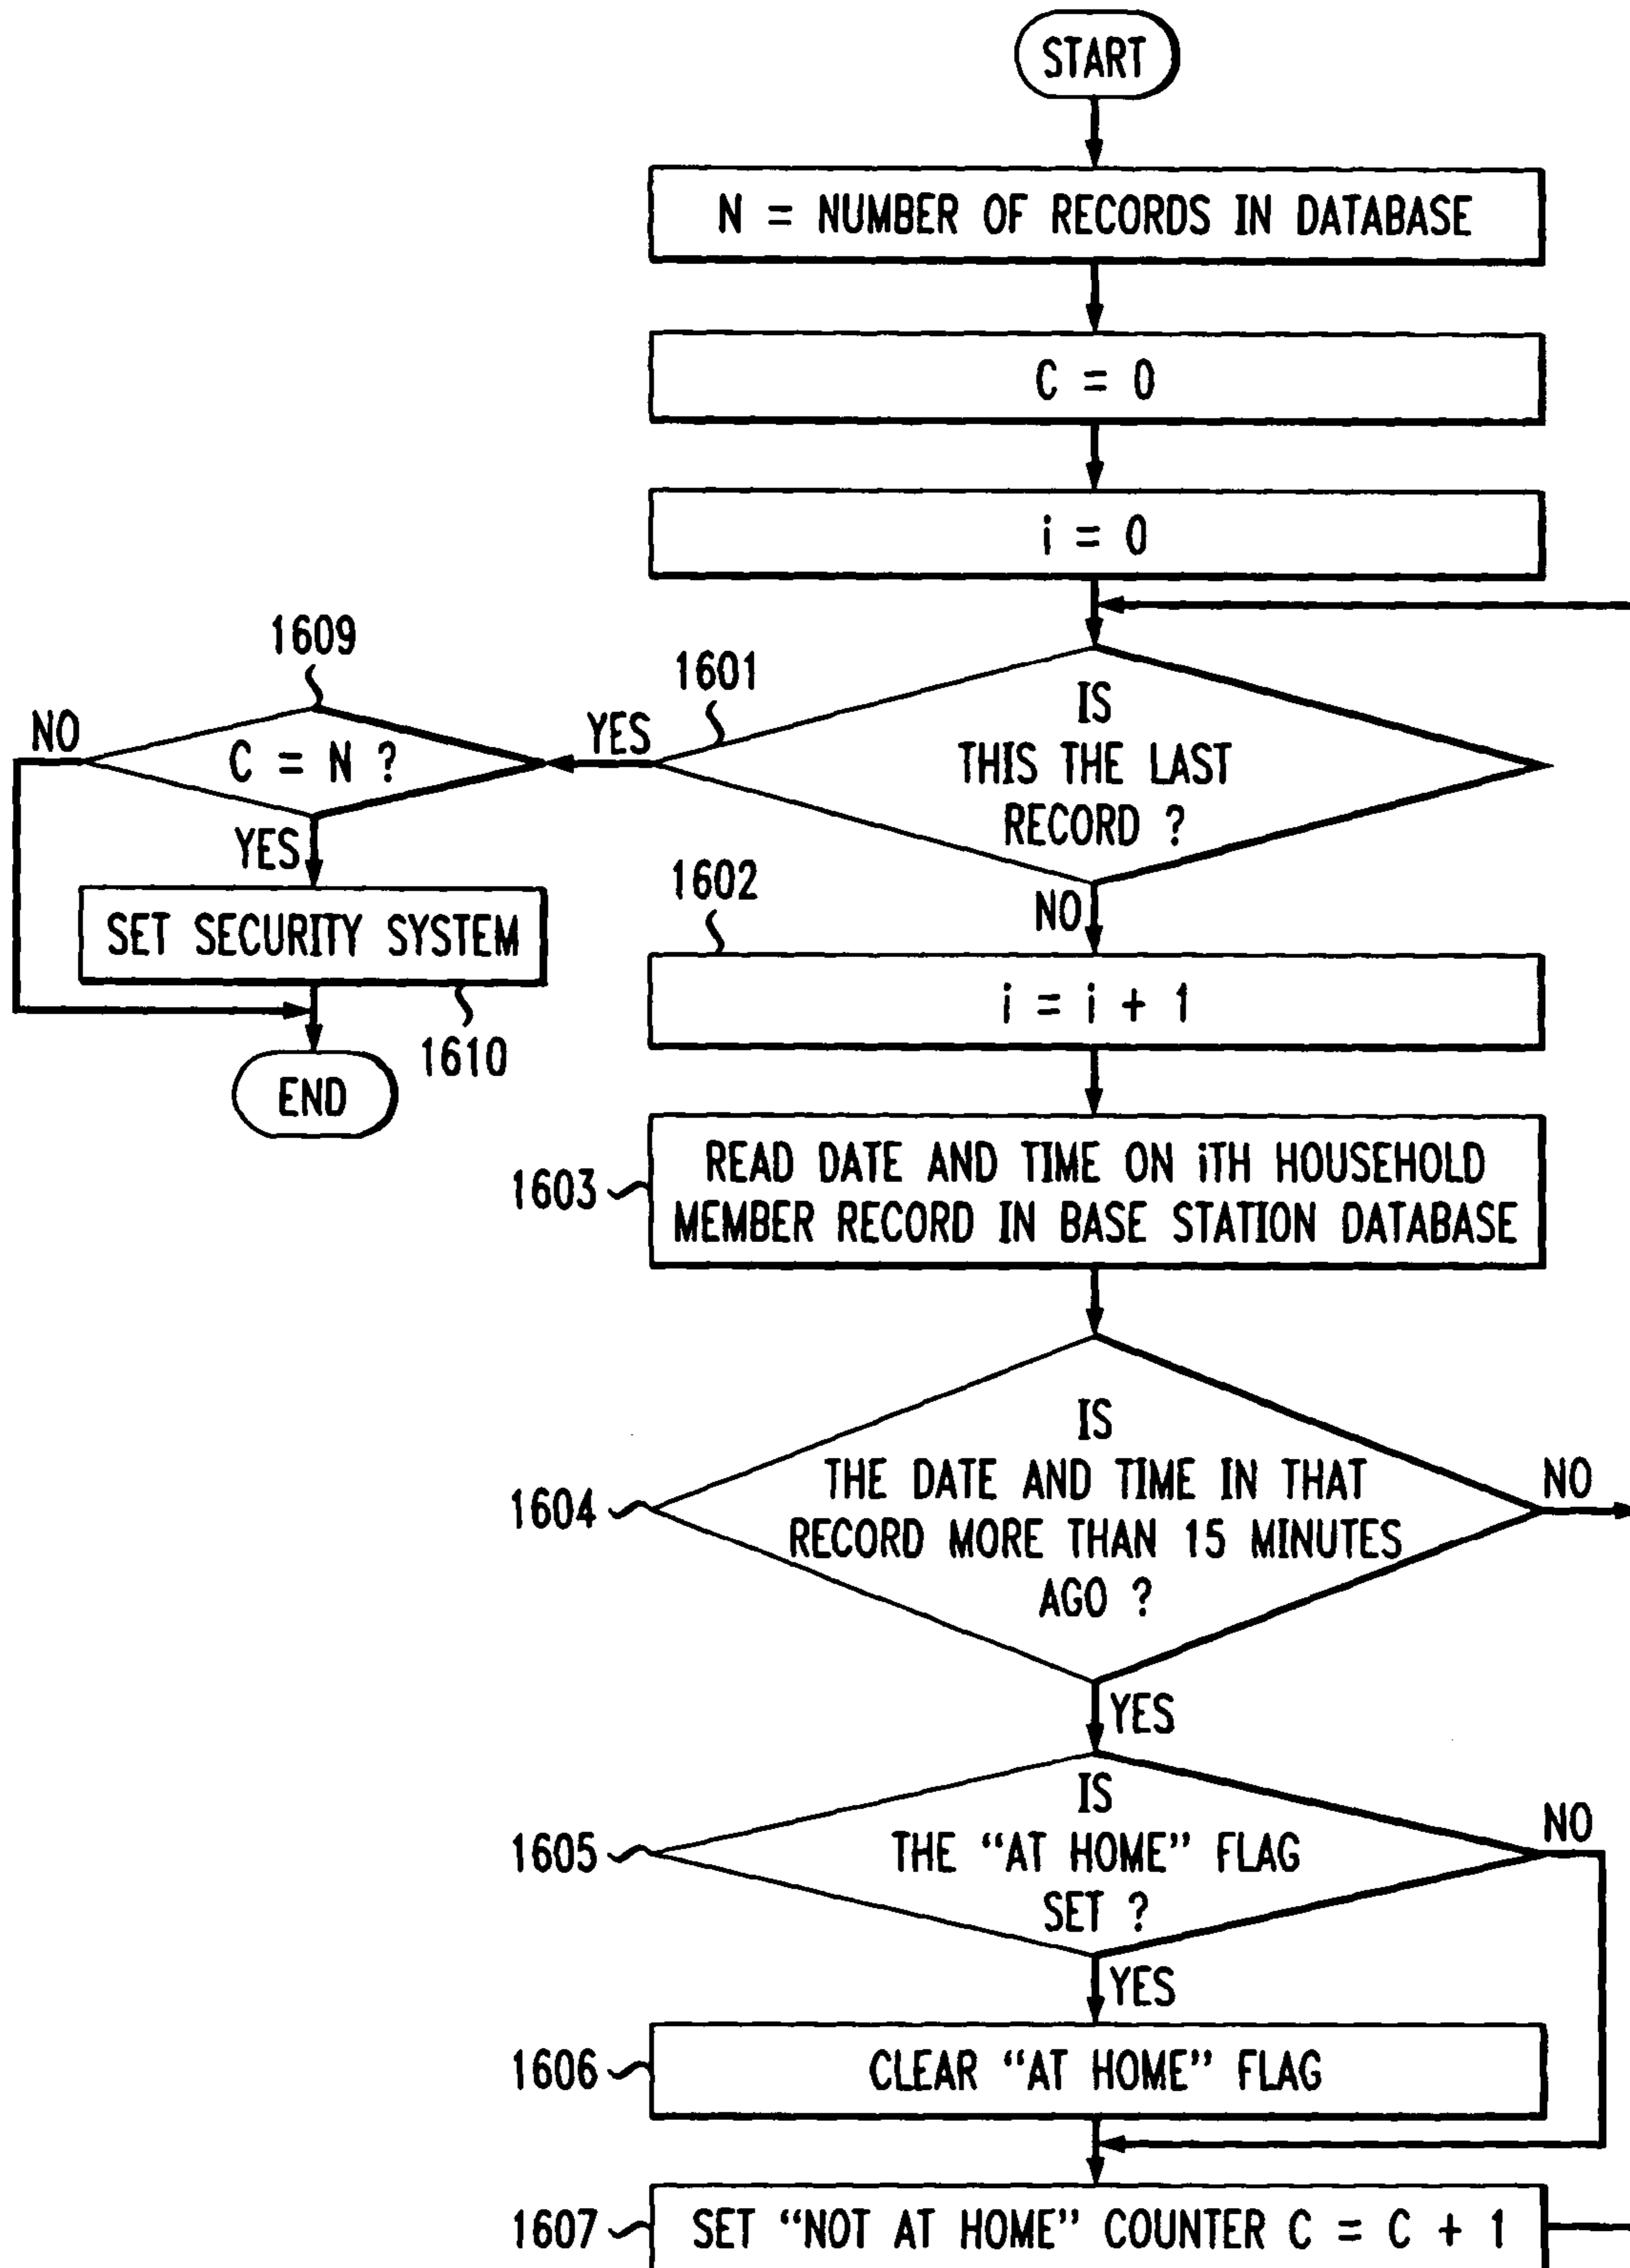 START
N = NUMBER OF RECORDS IN DATABASE
C = 0
i = 0
1609
1601
NO
C = N ?
YES
IS
THIS THE LAST
RECORD ?
YES
1602
NO
SET SECURITY SYSTEM
i = i + 1
1610
END
1603
READ DATE AND TIME ON iTH HOUSEHOLD
MEMBER RECORD IN BASE STATION DATABASE
1604
IS
THE DATE AND TIME IN THAT
RECORD MORE THAN 15 MINUTES
AGO ?
NO
YES
1605
IS
THE “AT HOME” FLAG
SET ?
NO
YES
1606
CLEAR “AT HOME” FLAG
1607
SET “NOT AT HOME” COUNTER C = C + 1